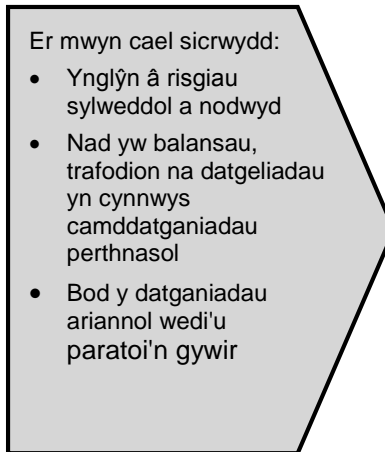 Er mwyn cael sicrwydd:
• Ynglŷn â risgiau
sylweddol a nodwyd
• Nad yw balansau,
trafodion na datgeliadau
yn cynnwys
camddatganiadau
perthnasol
• Bod y datganiadau
ariannol wedi'u
paratoi'n gywir